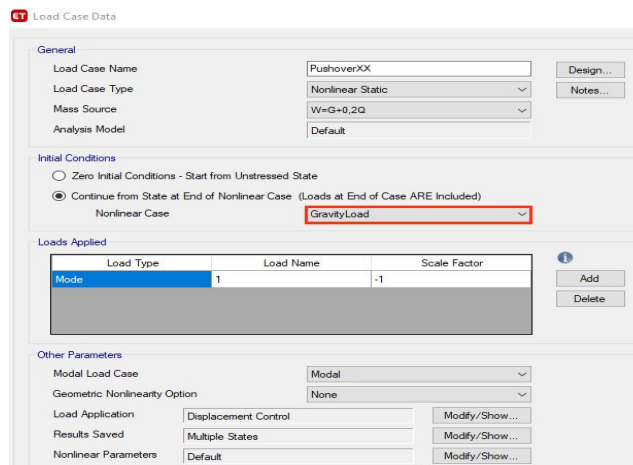 ET Load Case Data
General
Load Case Name PushoverXX Design...
Load Case Type Nonlinear Static Notes...
Mass Source W=G+0,2Q
Analysis Model Default
Initial Conditions
Zero Initial Conditions - Start from Unstressed State
Continue from State at End of Nonlinear Case (Loads at End of Case ARE Included)
Nonlinear Case GravityLoad
Loads Applied
Load Type Load Name Scale Factor
Mode 1 -1 Add
Delete
Other Parameters
Modal Load Case Modal
Geometric Nonlinearity Option None
Load Application Displacement Control Modify/Show...
Results Saved Multiple States Modify/Show...
Nonlinear Parameters Default Modify/Show...